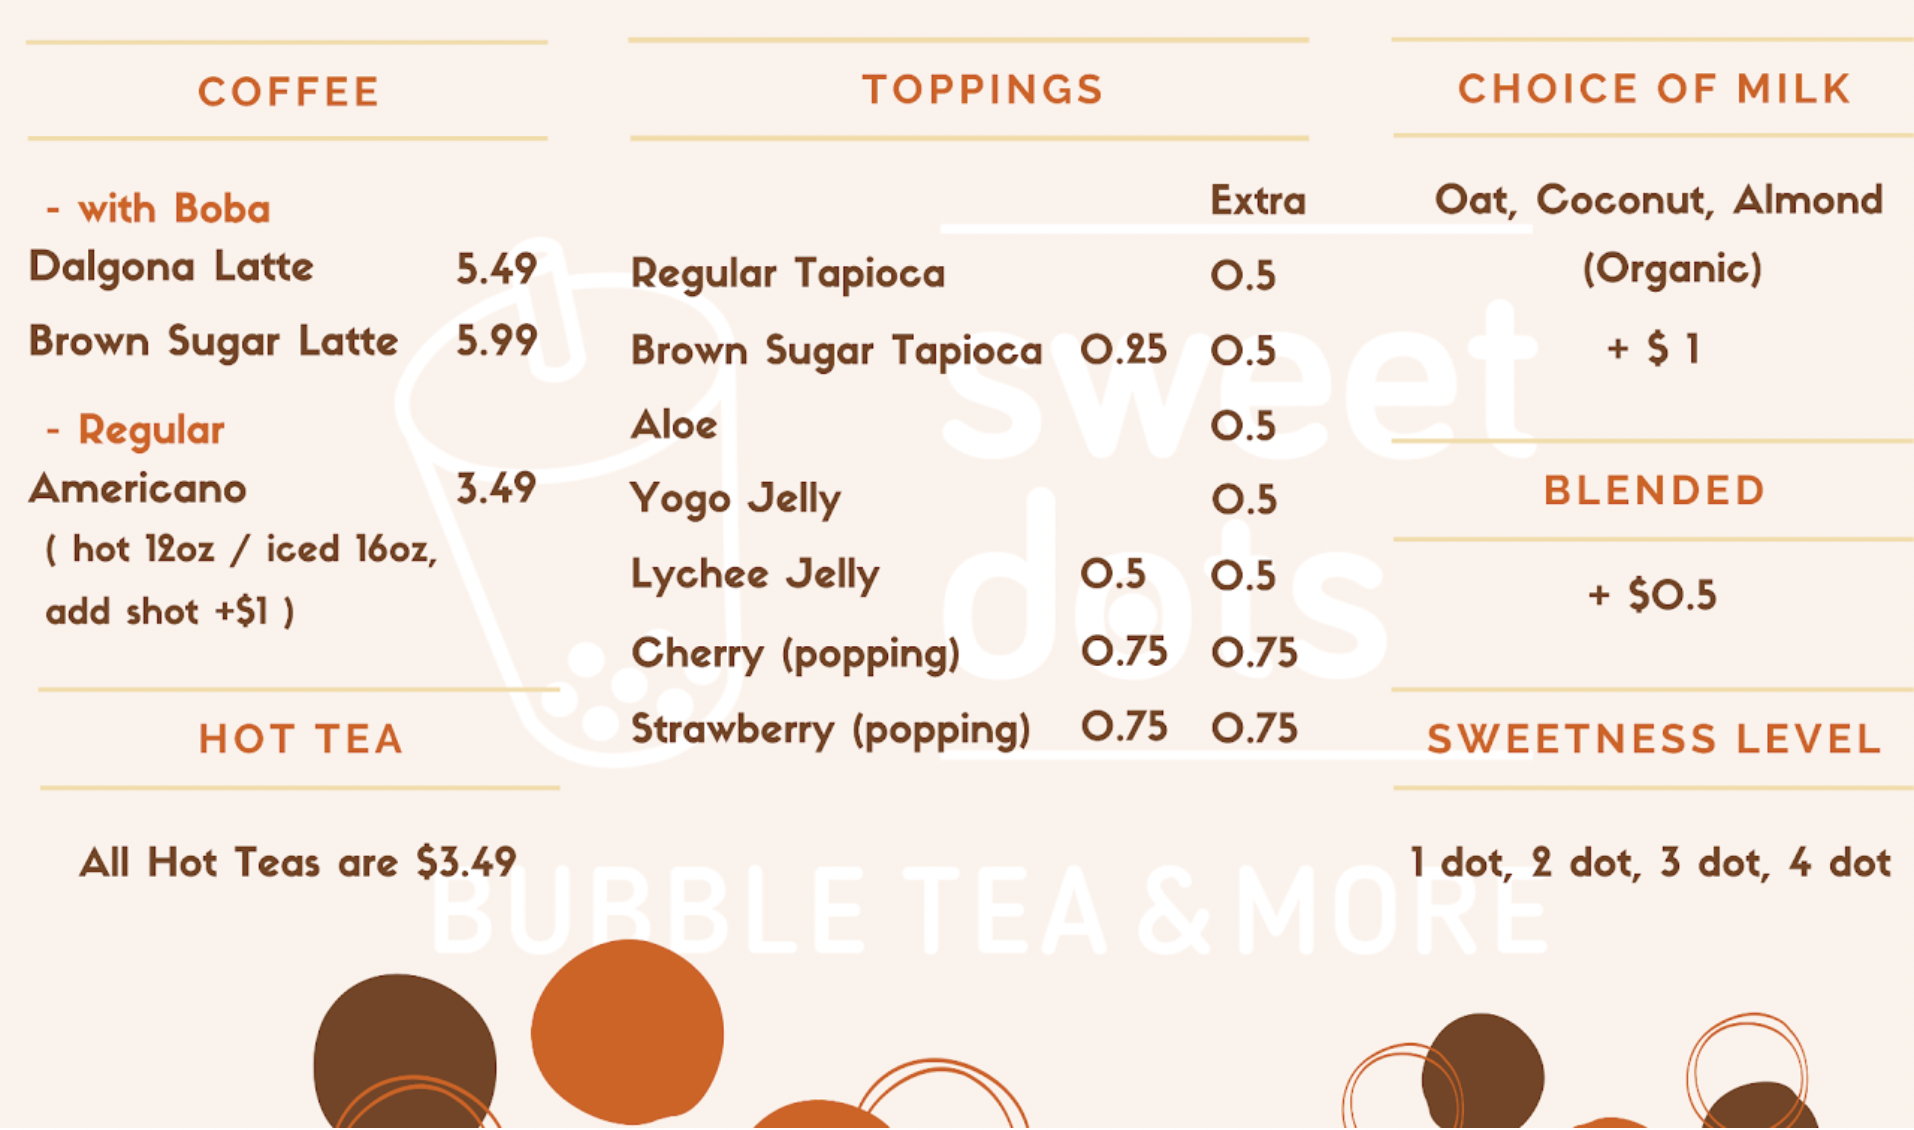 COFFEE
- with Boba
Dalgona Latte 5.49
Brown Sugar Latte 5.99
- Regular
Americano 3.49
( hot 12oz / iced 16oz,
add shot +$1 )
HOT TEA
All Hot Teas are $3.49
TOPPINGS
Extra
Regular Tapioca 0.5
Brown Sugar Tapioca 0.25 0.5
Aloe 0.5
Yogo Jelly 0.5
Lychee Jelly 0.5 0.5
Cherry (popping) 0.75 0.75
Strawberry (popping) 0.75 0.75
CHOICE OF MILK
Oat, Coconut, Almond
(Organic)
+ $ 1
BLENDED
+ $0.5
SWEETNESS LEVEL
1 dot, 2 dot, 3 dot, 4 dot
sweet
dots
BUBBLE TEA & MORE